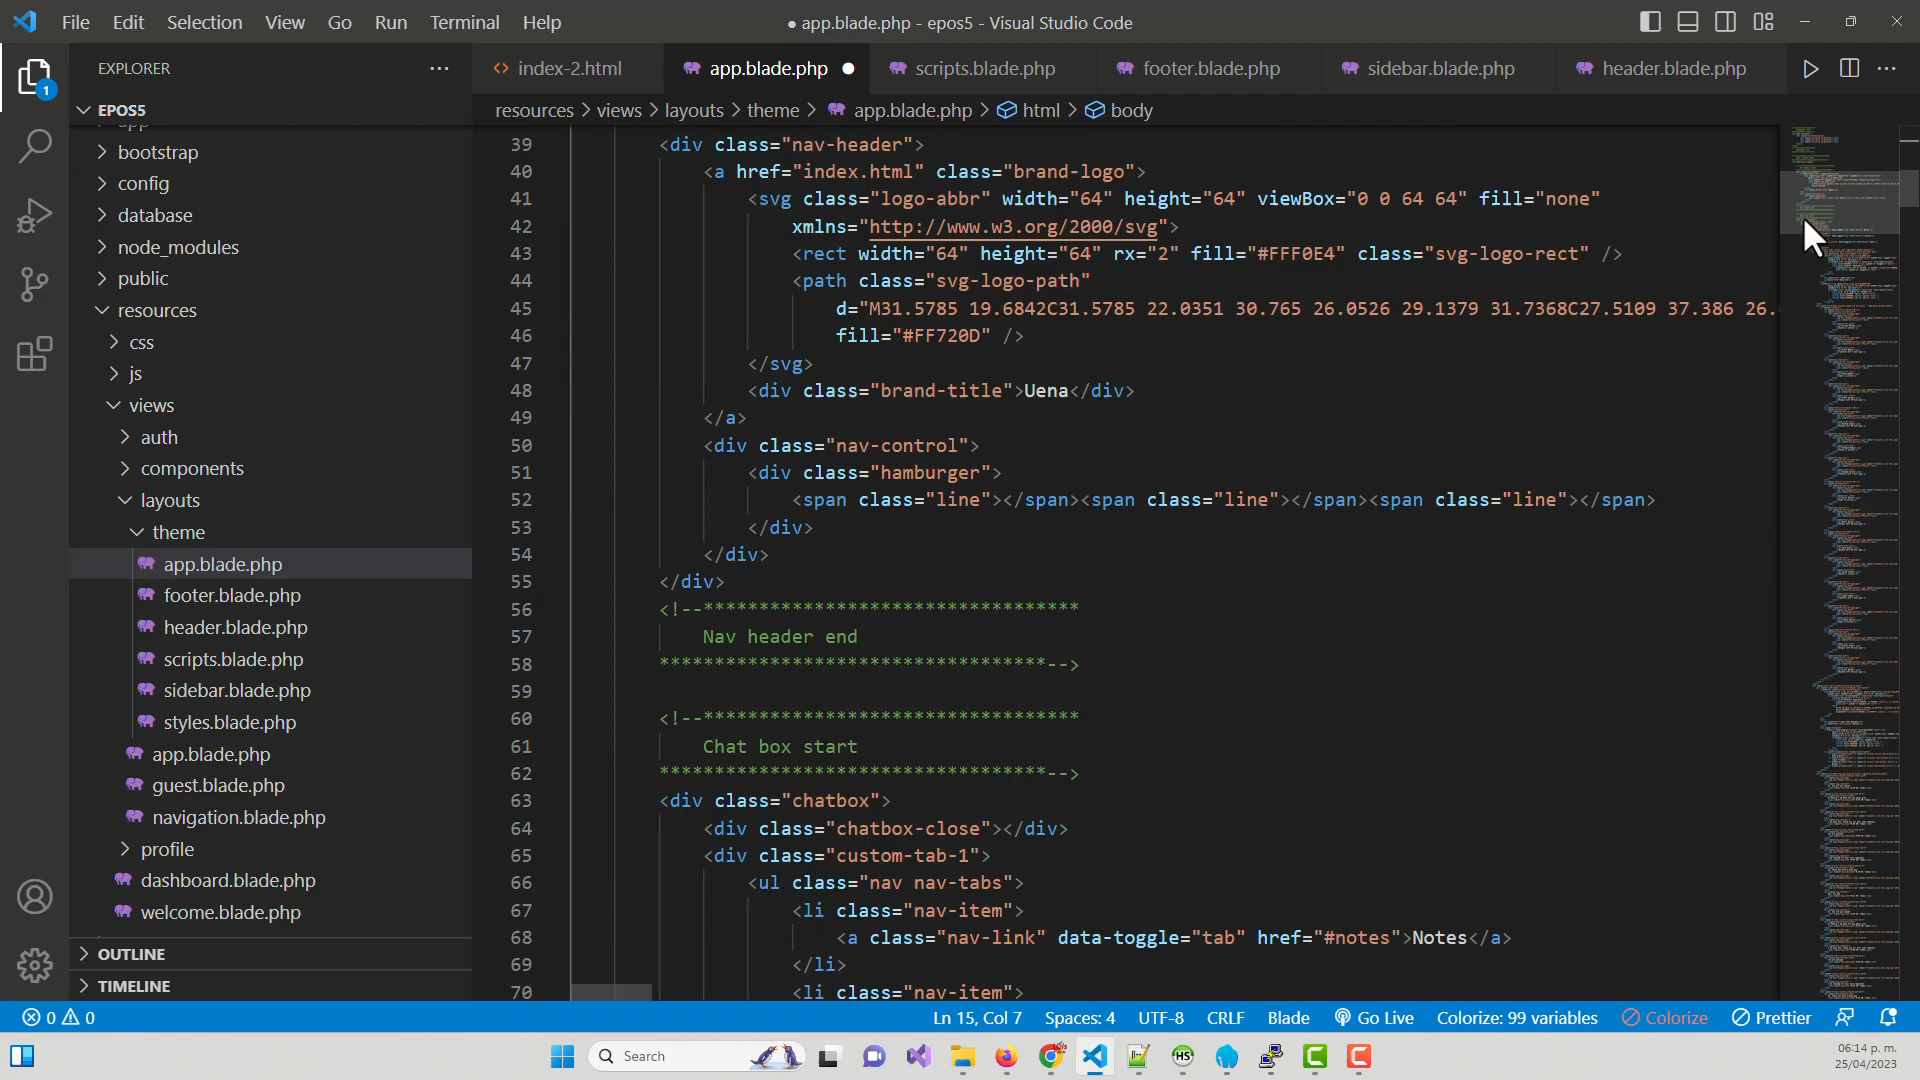 File Edit Selection View Go Run Terminal Help
● app.blade.php - epos5 - Visual Studio Code
EXPLORER
index-2.html
app.blade.php
scripts.blade.php
footer.blade.php
sidebar.blade.php
header.blade.php
EPOS5
resources > views > layouts > theme > app.blade.php > html > body
1
app
bootstrap
config
database
node_modules
public
resources
css
js
views
auth
components
layouts
theme
app.blade.php
footer.blade.php
header.blade.php
scripts.blade.php
sidebar.blade.php
styles.blade.php
app.blade.php
guest.blade.php
navigation.blade.php
profile
dashboard.blade.php
welcome.blade.php
OUTLINE
TIMELINE
39 <div class="nav-header">
40 <a href="index.html" class="brand-logo">
41 <svg class="logo-abbr" width="64" height="64" viewBox="0 0 64 64" fill="none"
42 xmlns="http://www.w3.org/2000/svg">
43 <rect width="64" height="64" rx="2" fill="#FFF0E4" class="svg-logo-rect" />
44 <path class="svg-logo-path"
45 d="M31.5785 19.6842C31.5785 22.0351 30.765 26.0526 29.1379 31.7368C27.5109 37.386 26.
46 fill="#FF720D" />
47 </svg>
48 <div class="brand-title">Uena</div>
49 </a>
50 <div class="nav-control">
51 <div class="hamburger">
52 <span class="line"></span><span class="line"></span><span class="line"></span>
53 </div>
54 </div>
55 </div>
56 <!--**********************************
57 Nav header end
58 ***********************************-->
59
60 <!--**********************************
61 Chat box start
62 ***********************************-->
63 <div class="chatbox">
64 <div class="chatbox-close"></div>
65 <div class="custom-tab-1">
66 <ul class="nav nav-tabs">
67 <li class="nav-item">
68 <a class="nav-link" data-toggle="tab" href="#notes">Notes</a>
69 </li>
70 <li class="nav-item">
0 0
Ln 15, Col 7 Spaces: 4 UTF-8 CRLF Blade Go Live Colorize: 99 variables Colorize Prettier
Search
HS
06:14 p. m.
25/04/2023